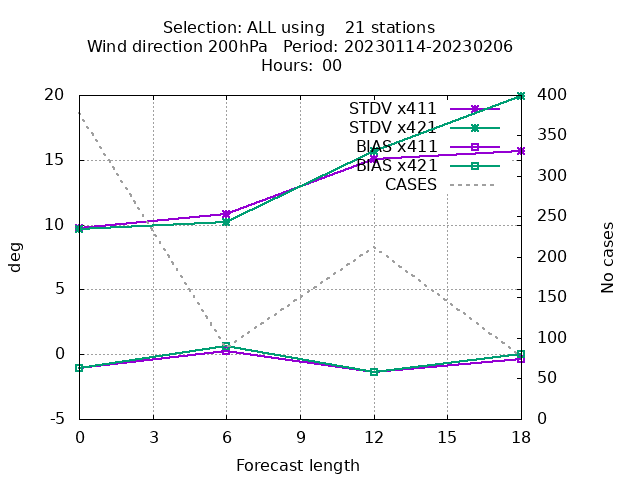 Selection: ALL using    21 stations
Wind direction 200hPa   Period: 20230114-20230206
Hours: 00
STDV x411
STDV x421
BIAS x411
BIAS x421
CASES
20
15
10
5
0
-5
deg
400
350
300
250
200
150
100
50
0
No cases
0 3 6 9 12 15 18
Forecast length